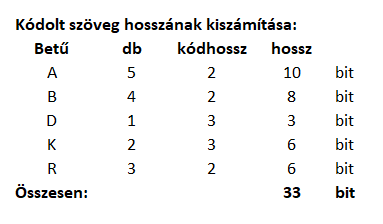 Kódolt szöveg hosszának kiszámítása:
Betű db kódhossz hossz
A 5 2 10 bit
B 4 2 8 bit
D 1 3 3 bit
K 2 3 6 bit
R 3 2 6 bit
Összesen: 33 bit